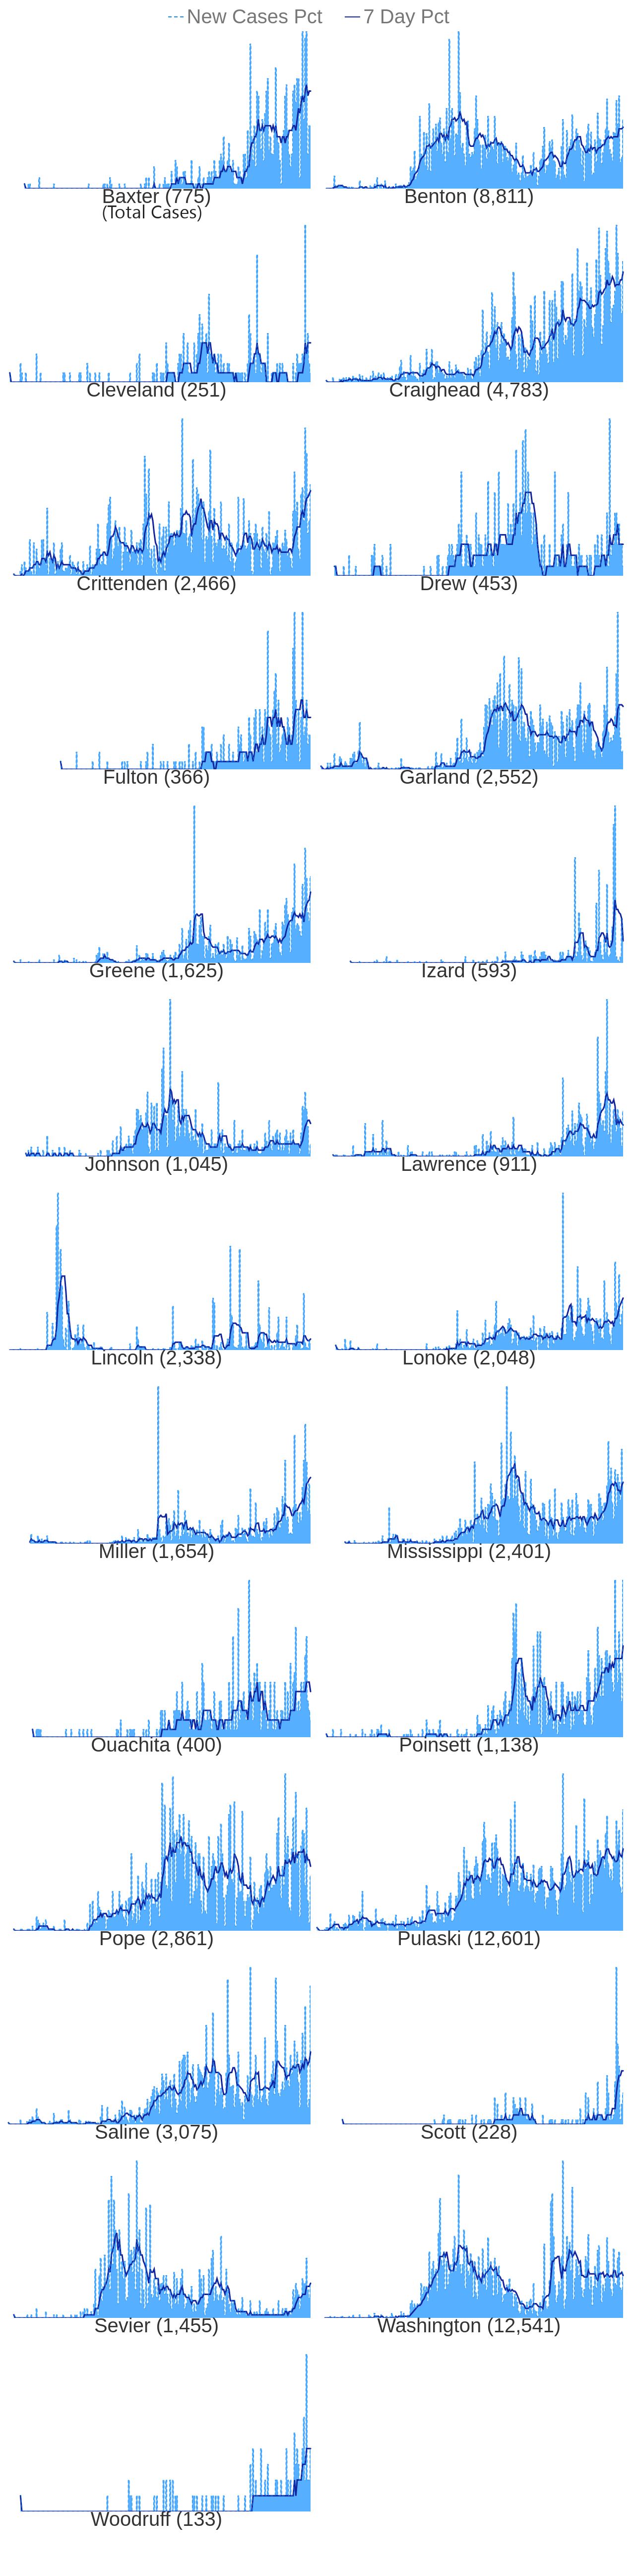 New Cases Pct 7 Day Pct
Baxter (775) Benton (8,811)
(Total Cases)
Cleveland (251) Craighead (4,783)
Crittenden (2,466) Drew (453)
Fulton (366) Garland (2,552)
Greene (1,625) Izard (593)
Johnson (1,045) Lawrence (911)
Lincoln (2,338) Lonoke (2,048)
Miller (1,654) Mississippi (2,401)
Ouachita (400) Poinsett (1,138)
Pope (2,861) Pulaski (12,601)
Saline (3,075) Scott (228)
Sevier (1,455) Washington (12,541)
Woodruff (133)